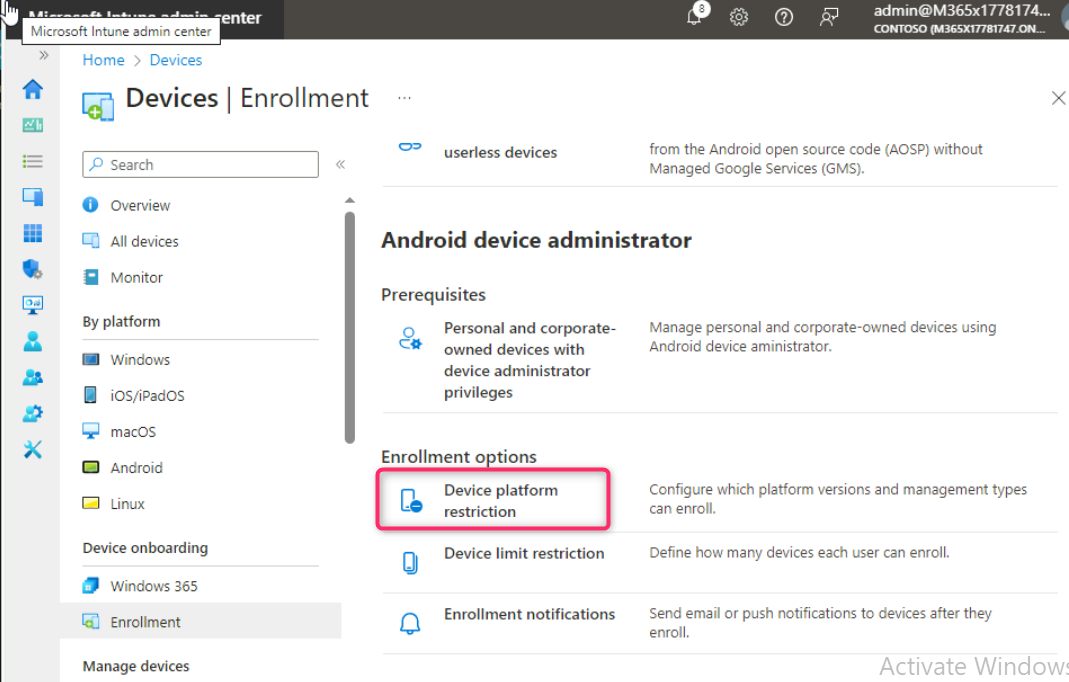 Microsoft Intune admin center
8
admin@M365x1778174...
CONTOSO (M365X17781747.ON...
Microsoft Intune admin center
Home > Devices
Devices | Enrollment ...
Search
Overview
All devices
Monitor
By platform
Windows
iOS/iPadOS
macOS
Android
Linux
Device onboarding
Windows 365
Enrollment
Manage devices
userless devices
from the Android open source code (AOSP) without
Managed Google Services (GMS).
Android device administrator
Prerequisites
Personal and corporate-
owned devices with
device administrator
privileges
Manage personal and corporate-owned devices using
Android device aministrator.
Enrollment options
Device platform
restriction
Configure which platform versions and management types
can enroll.
Device limit restriction
Define how many devices each user can enroll.
Enrollment notifications
Send email or push notifications to devices after they
enroll.
Activate Windows